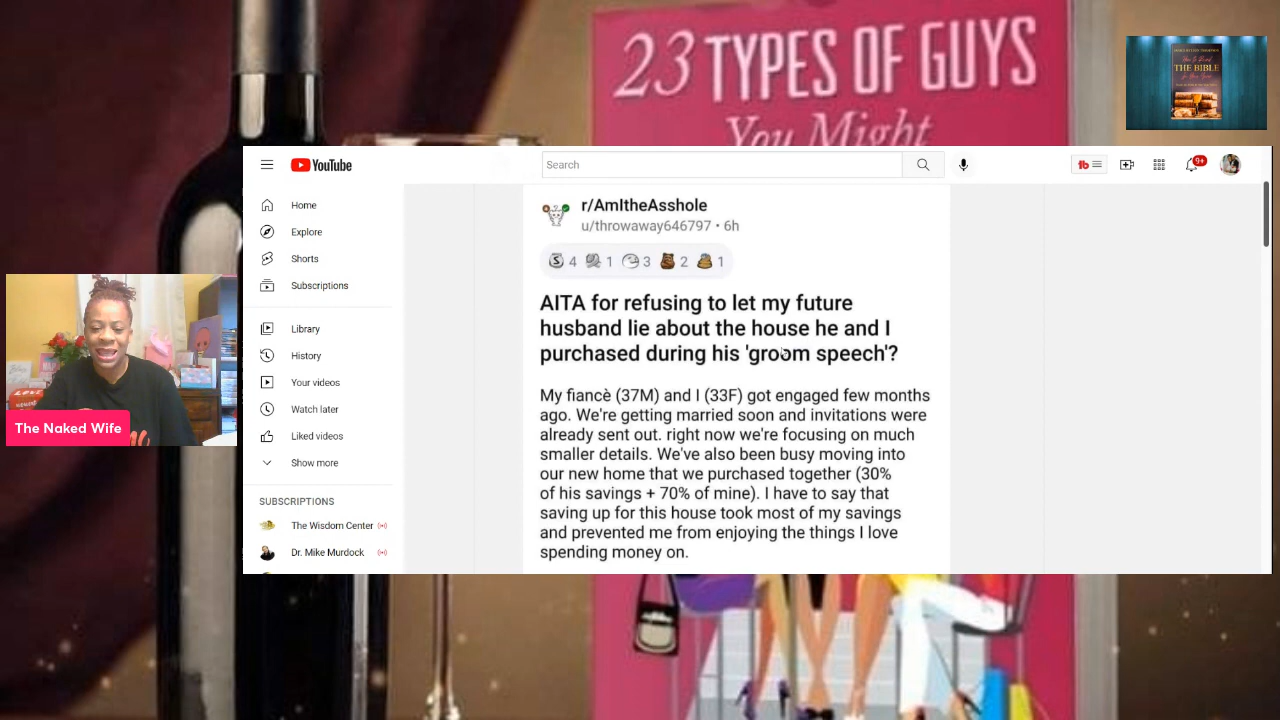 23 TYPES OF GUYS
You Might
THE BIBLE
YouTube
Search
9+
Home
Explore
Shorts
Subscriptions
Library
History
Your videos
Watch later
Liked videos
Show more
SUBSCRIPTIONS
The Wisdom Center
Dr. Mike Murdock
r/AmItheAsshole
u/throwaway646797 • 6h
4 1 3 2 1
AITA for refusing to let my future
husband lie about the house he and I
purchased during his 'groom speech'?
My fiancè (37M) and I (33F) got engaged few months
ago. We're getting married soon and invitations were
already sent out. right now we're focusing on much
smaller details. We've also been busy moving into
our new home that we purchased together (30%
of his savings + 70% of mine). I have to say that
saving up for this house took most of my savings
and prevented me from enjoying the things I love
spending money on.
The Naked Wife